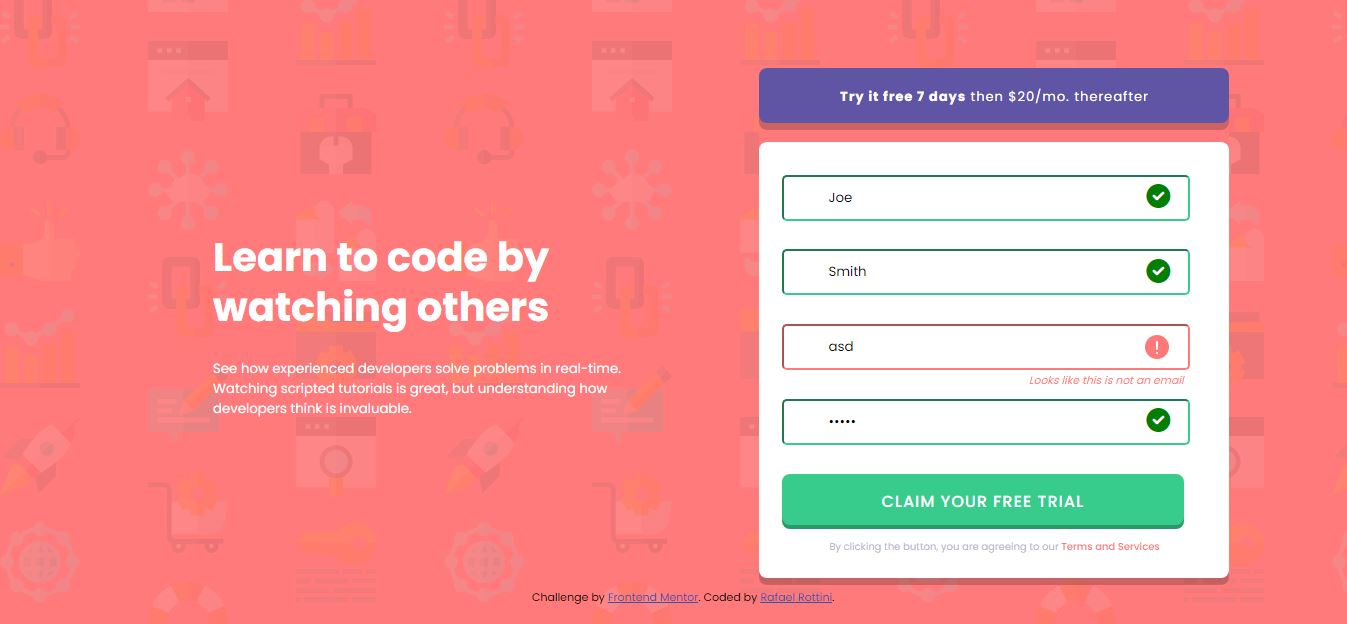 Try it free 7 days then $20/mo. thereafter
Joe
Smith
Learn to code by
watching others
asd
Looks like this is not an email
See how experienced developers solve problems in real-time.
Watching scripted tutorials is great, but understanding how
developers think is invaluable.
•••••
CLAIM YOUR FREE TRIAL
By clicking the button, you are agreeing to our Terms and Services
Challenge by Frontend Mentor. Coded by Rafael Rottini.